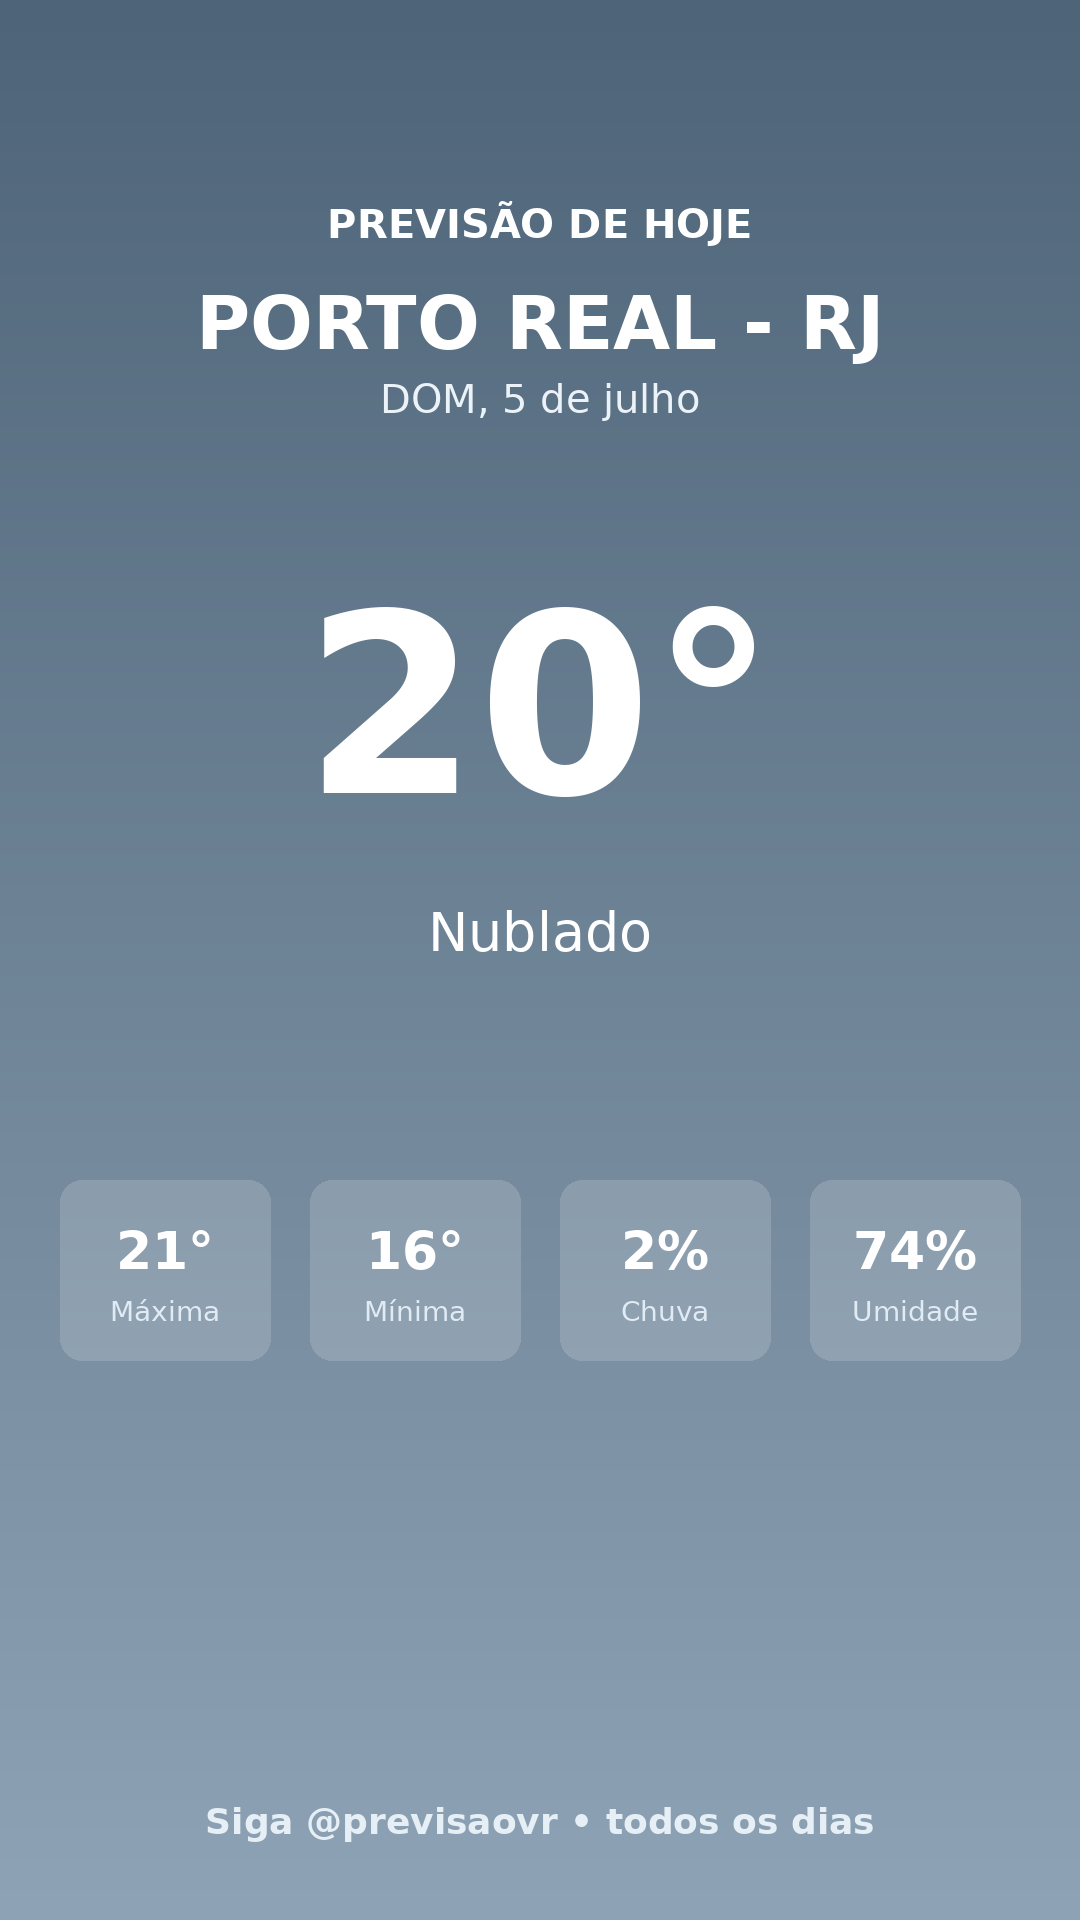 PREVISÃO DE HOJE
PORTO REAL - RJ
DOM, 5 de julho
20°
Nublado
21° 16° 2% 74%
Máxima Mínima Chuva Umidade
Siga @previsaovr • todos os dias